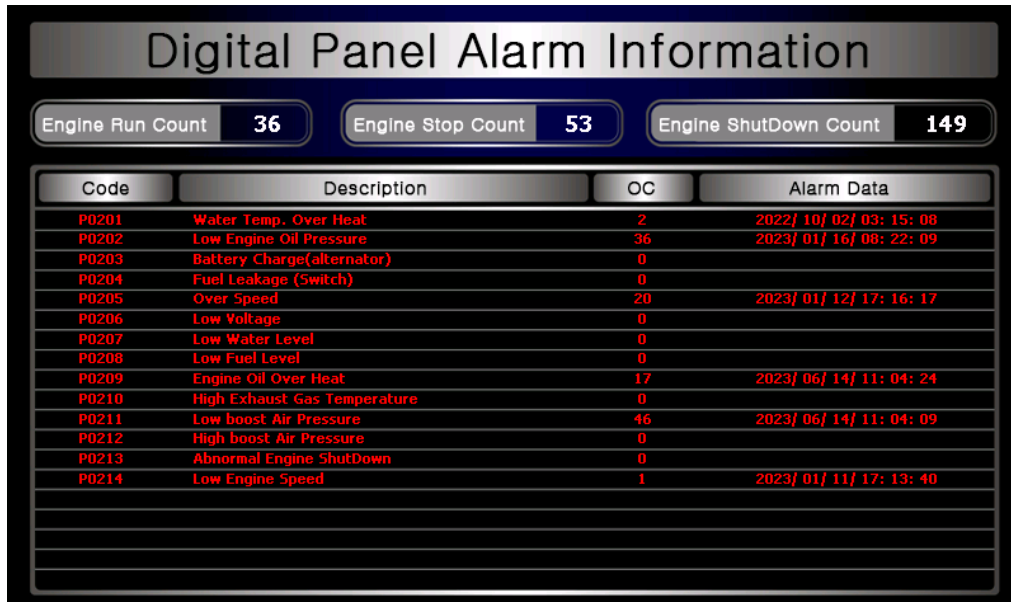 Digital Panel Alarm Information
Engine Run Count 36 Engine Stop Count 53 Engine ShutDown Count 149
Code Description OC Alarm Data
P0201 Water Temp. Over Heat 2 2022/ 10/ 02/ 03: 15: 08
P0202 Low Engine Oil Pressure 36 2023/ 01/ 16/ 08: 22: 09
P0203 Battery Charge(alternator) 0
P0204 Fuel Leakage (Switch) 0
P0205 Over Speed 20 2023/ 01/ 12/ 17: 16: 17
P0206 Low Voltage 0
P0207 Low Water Level 0
P0208 Low Fuel Level 0
P0209 Engine Oil Over Heat 17 2023/ 06/ 14/ 11: 04: 24
P0210 High Exhaust Gas Temperature 0
P0211 Low boost Air Pressure 46 2023/ 06/ 14/ 11: 04: 09
P0212 High boost Air Pressure 0
P0213 Abnormal Engine ShutDown 0
P0214 Low Engine Speed 1 2023/ 01/ 11/ 17: 13: 40